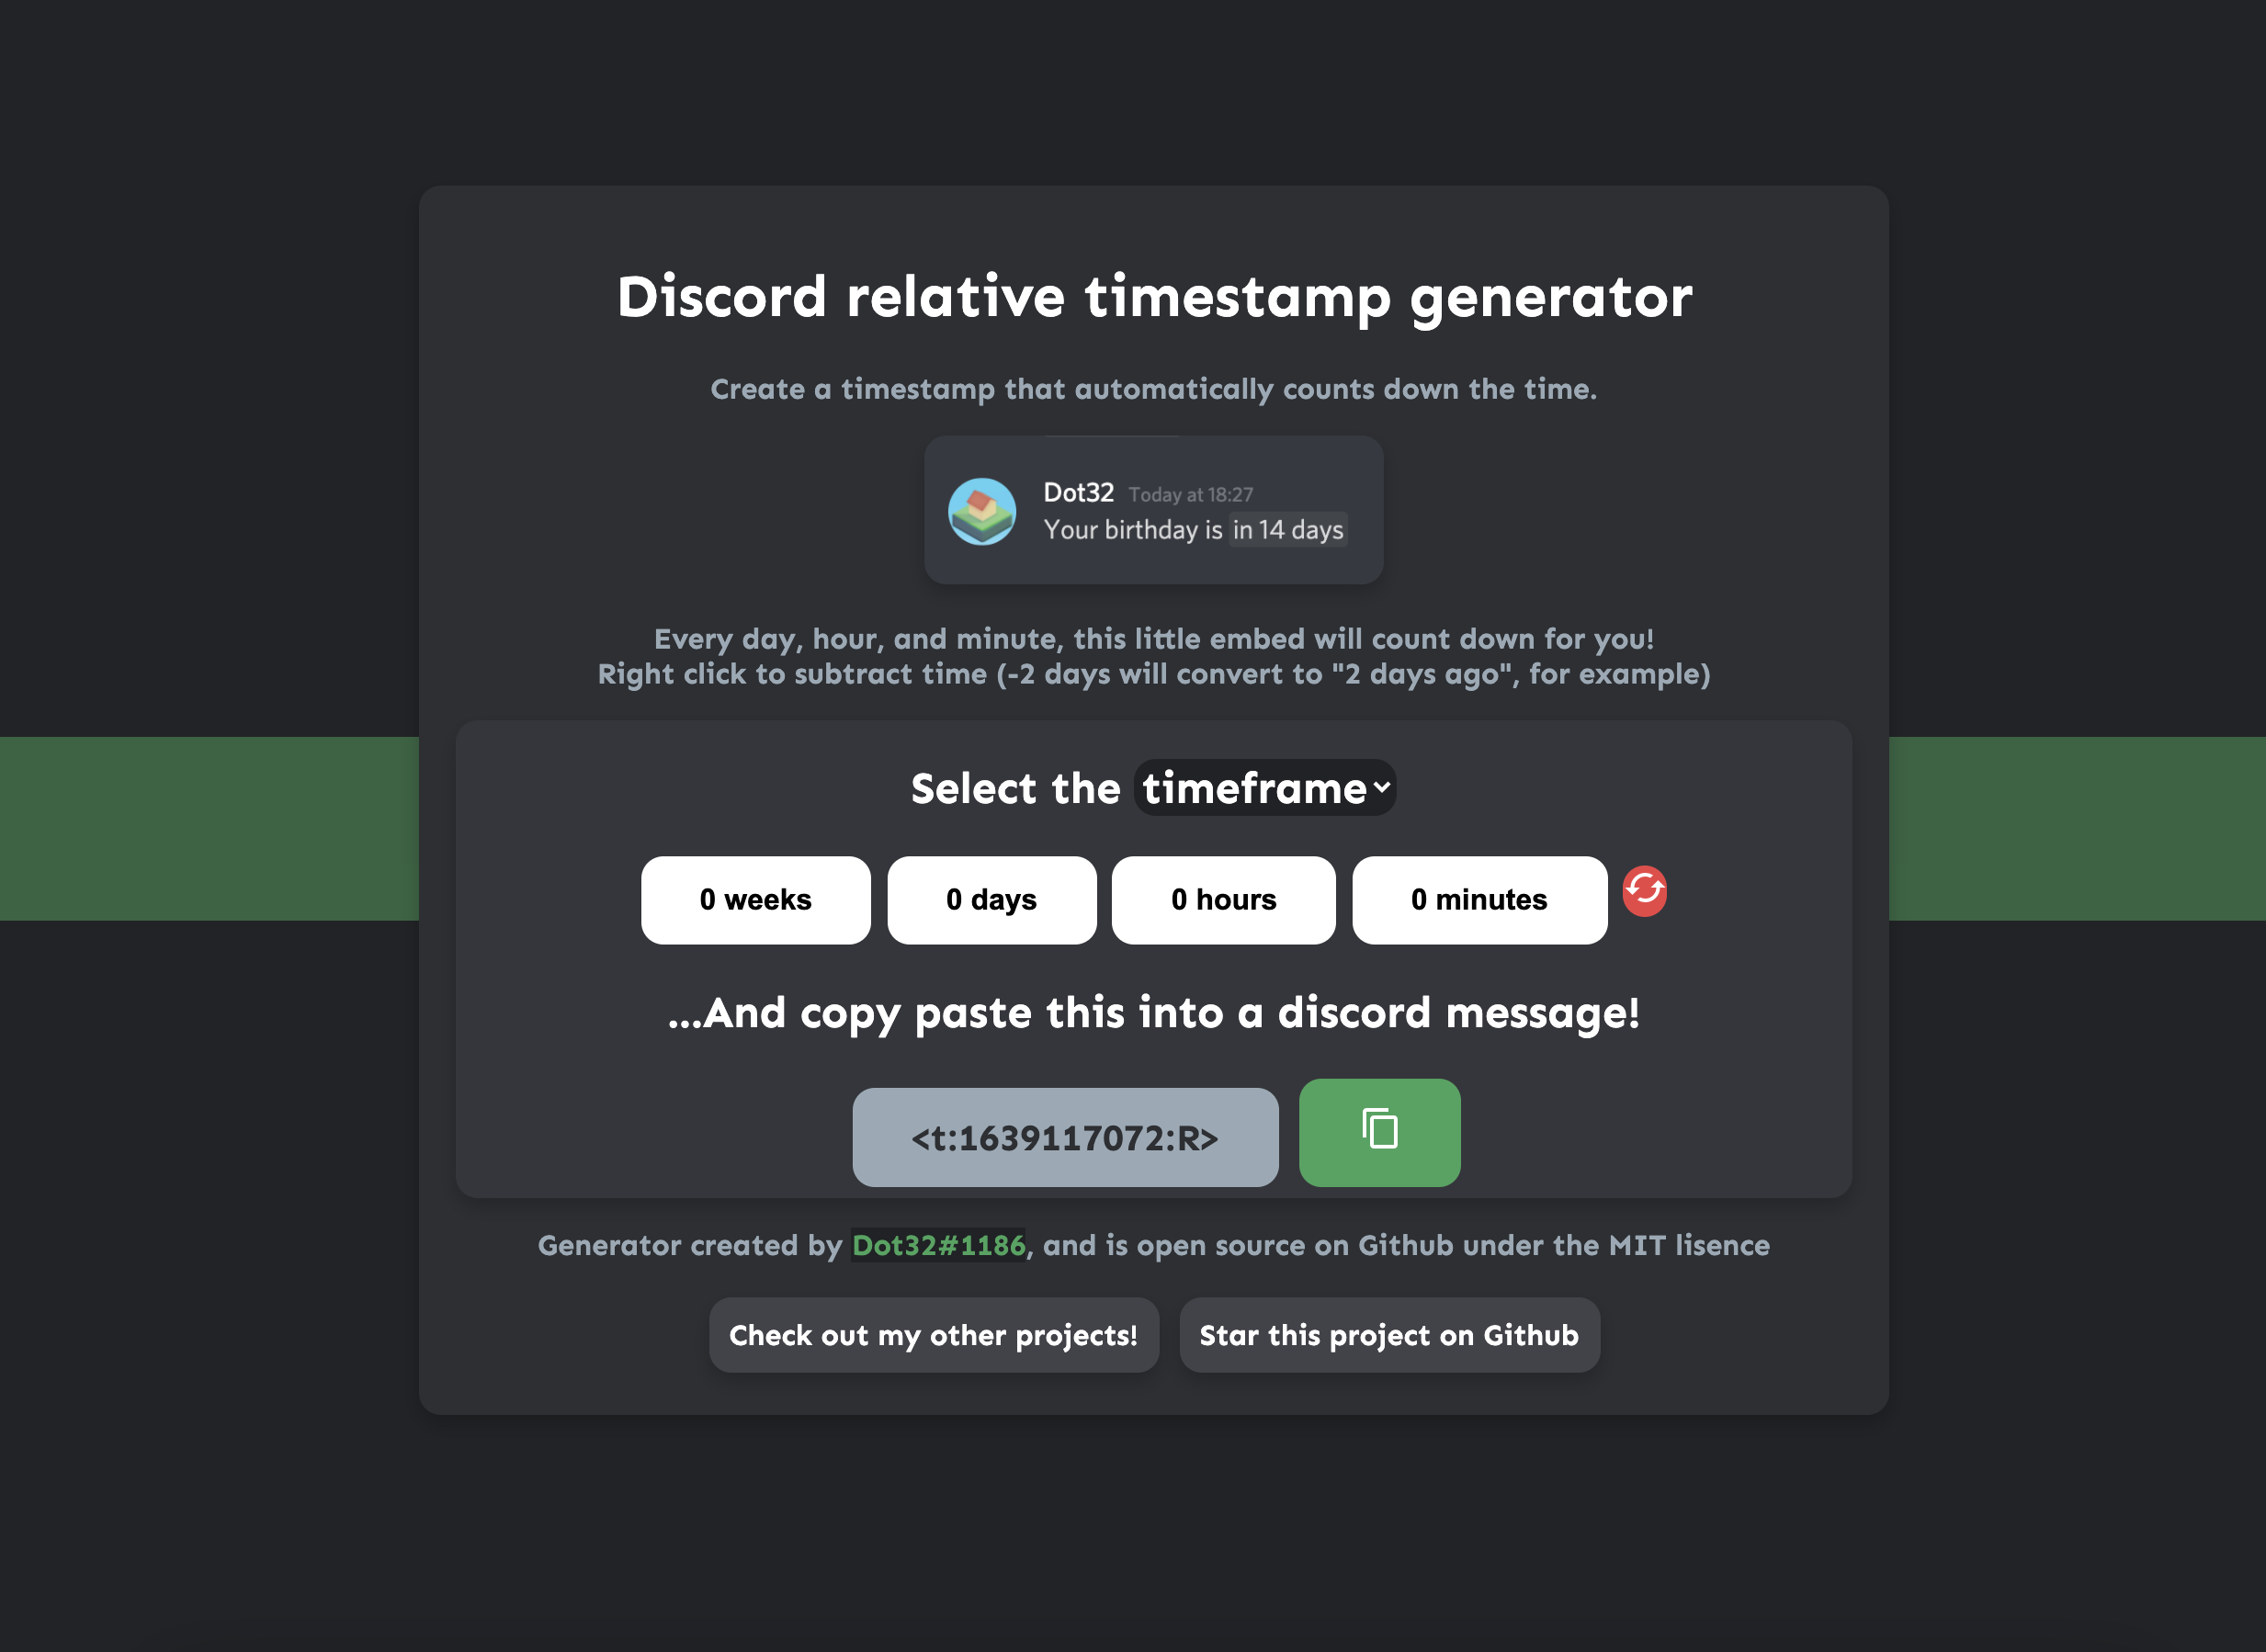 Discord relative timestamp generator
Create a timestamp that automatically counts down the time.
Dot32 Today at 18:27
Your birthday is in 14 days
Every day, hour, and minute, this little embed will count down for you!
Right click to subtract time (-2 days will convert to "2 days ago", for example)
Select the timeframe
0 weeks 0 days 0 hours 0 minutes
...And copy paste this into a discord message!
<t:1639117072:R>
Generator created by Dot32#1186, and is open source on Github under the MIT lisence
Check out my other projects! Star this project on Github